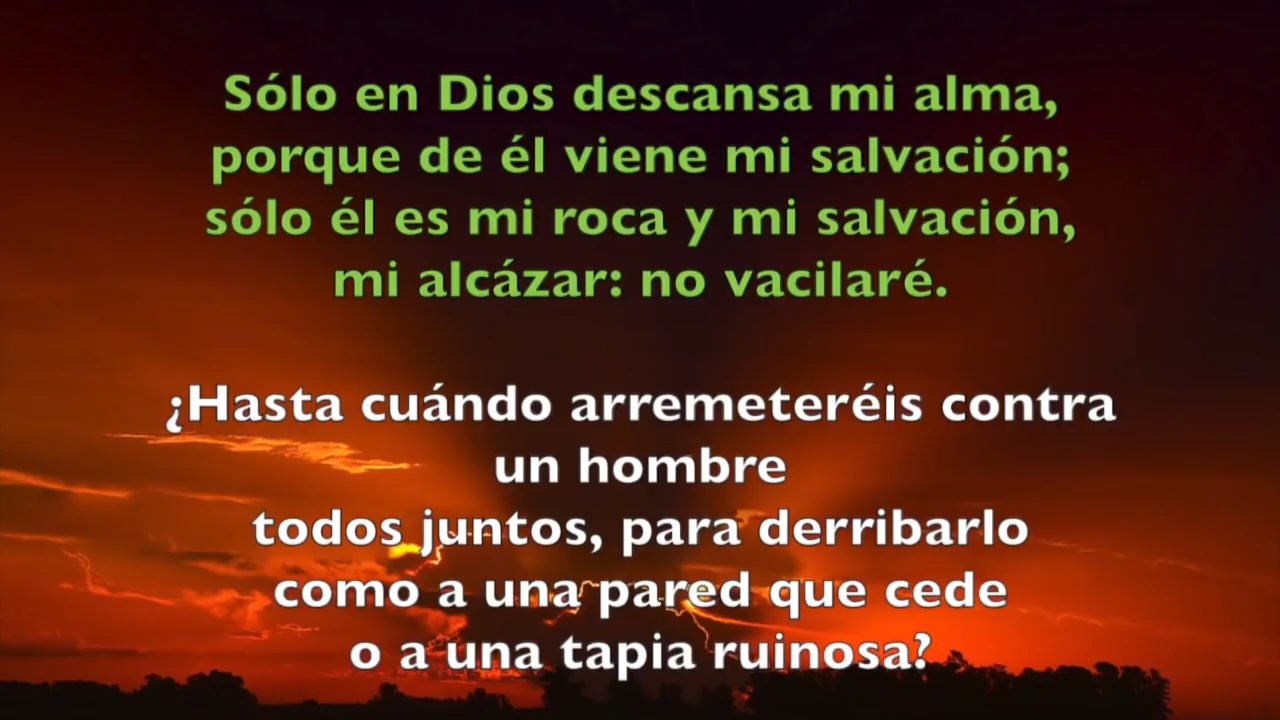 Sólo en Dios descansa mi alma,
porque de él viene mi salvación;
sólo él es mi roca y mi salvación,
mi alcázar: no vacilaré.
¿Hasta cuándo arremeteréis contra
un hombre
todos juntos, para derribarlo
como a una pared que cede
o a una tapia ruinosa?